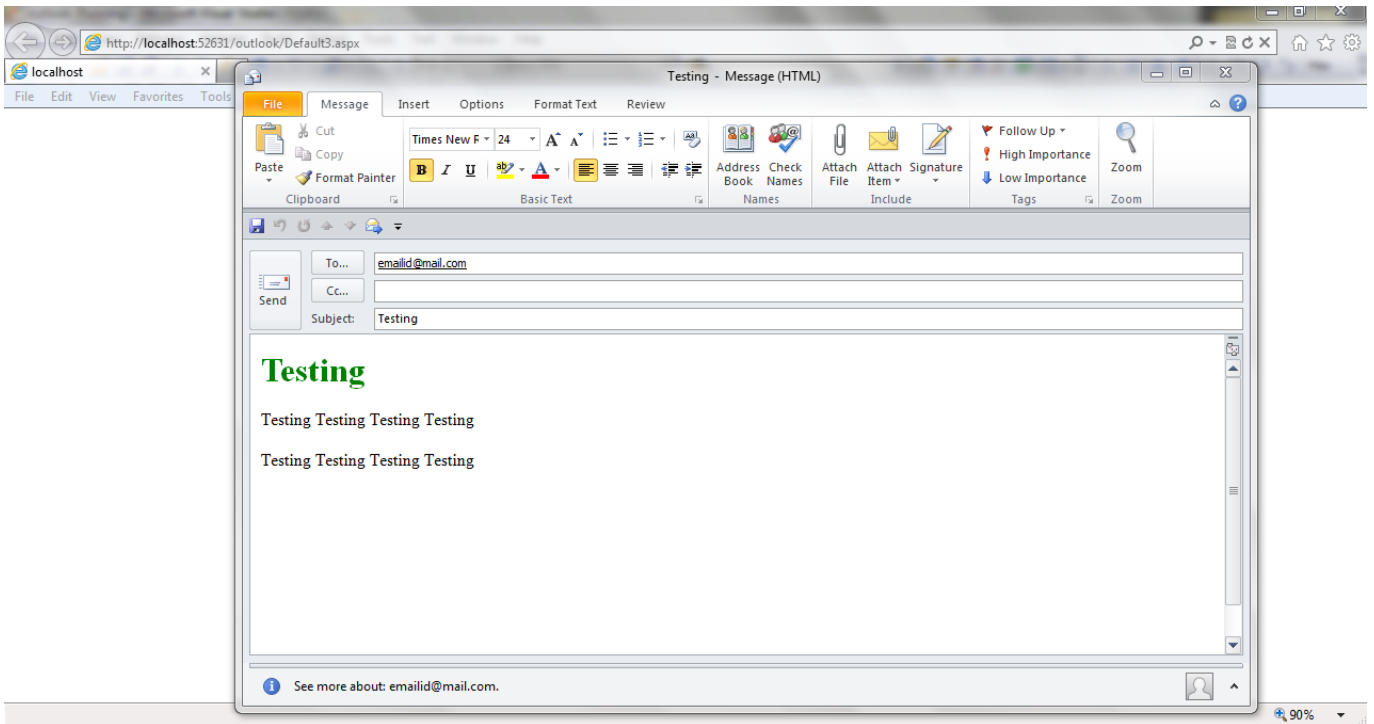 http://localhost:52631/outlook/Default3.aspx
localhost
File Edit View Favorites Tools
Testing - Message (HTML)
File Message Insert Options Format Text Review
Cut
Copy
Format Painter
Paste
Clipboard
Times New F 24
B I U
Basic Text
Address Book
Check Names
Names
Attach File
Attach Item
Signature
Include
Follow Up
High Importance
Low Importance
Tags
Zoom
Zoom
Send
To... emailid@mail.com
Cc...
Subject: Testing
Testing
Testing Testing Testing Testing
Testing Testing Testing Testing
See more about: emailid@mail.com.
90%